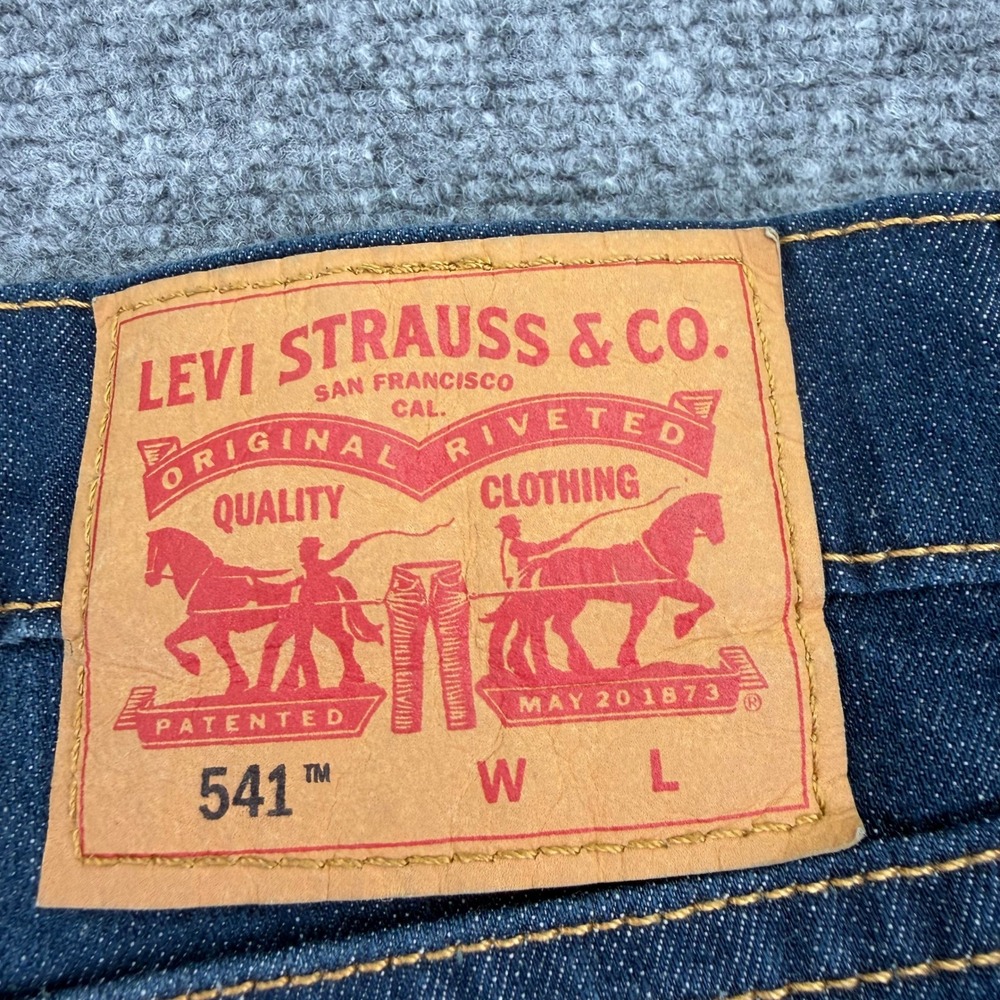 LEVI STRAUSS & CO.
SAN FRANCISCO
CAL.
ORIGINAL RIVETED
QUALITY CLOTHING
PATENTED MAY 20 1873 ®
541™ W L